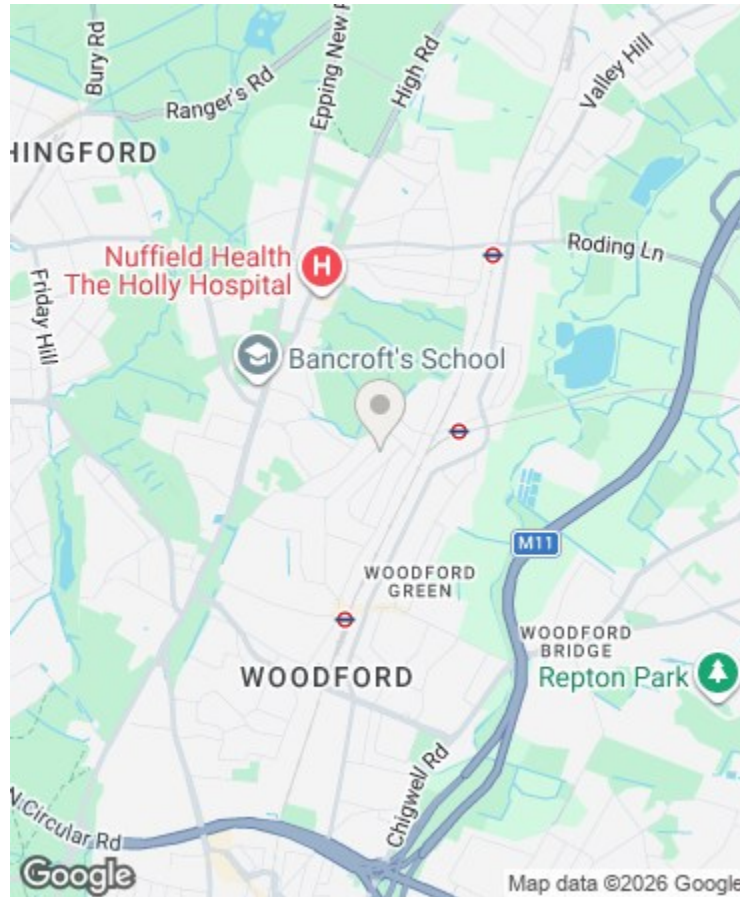 Bury Rd
Ranger's Rd
Epping New
High Rd
Valley Hill
HINGFORD
Nuffield Health
The Holly Hospital
H
Roding Ln
Friday Hill
Bancroft's School
M11
WOODFORD
GREEN
WOODFORD
BRIDGE
WOODFORD
Repton Park
Chigwell Rd
N Circular Rd
Google
Map data ©2026 Google